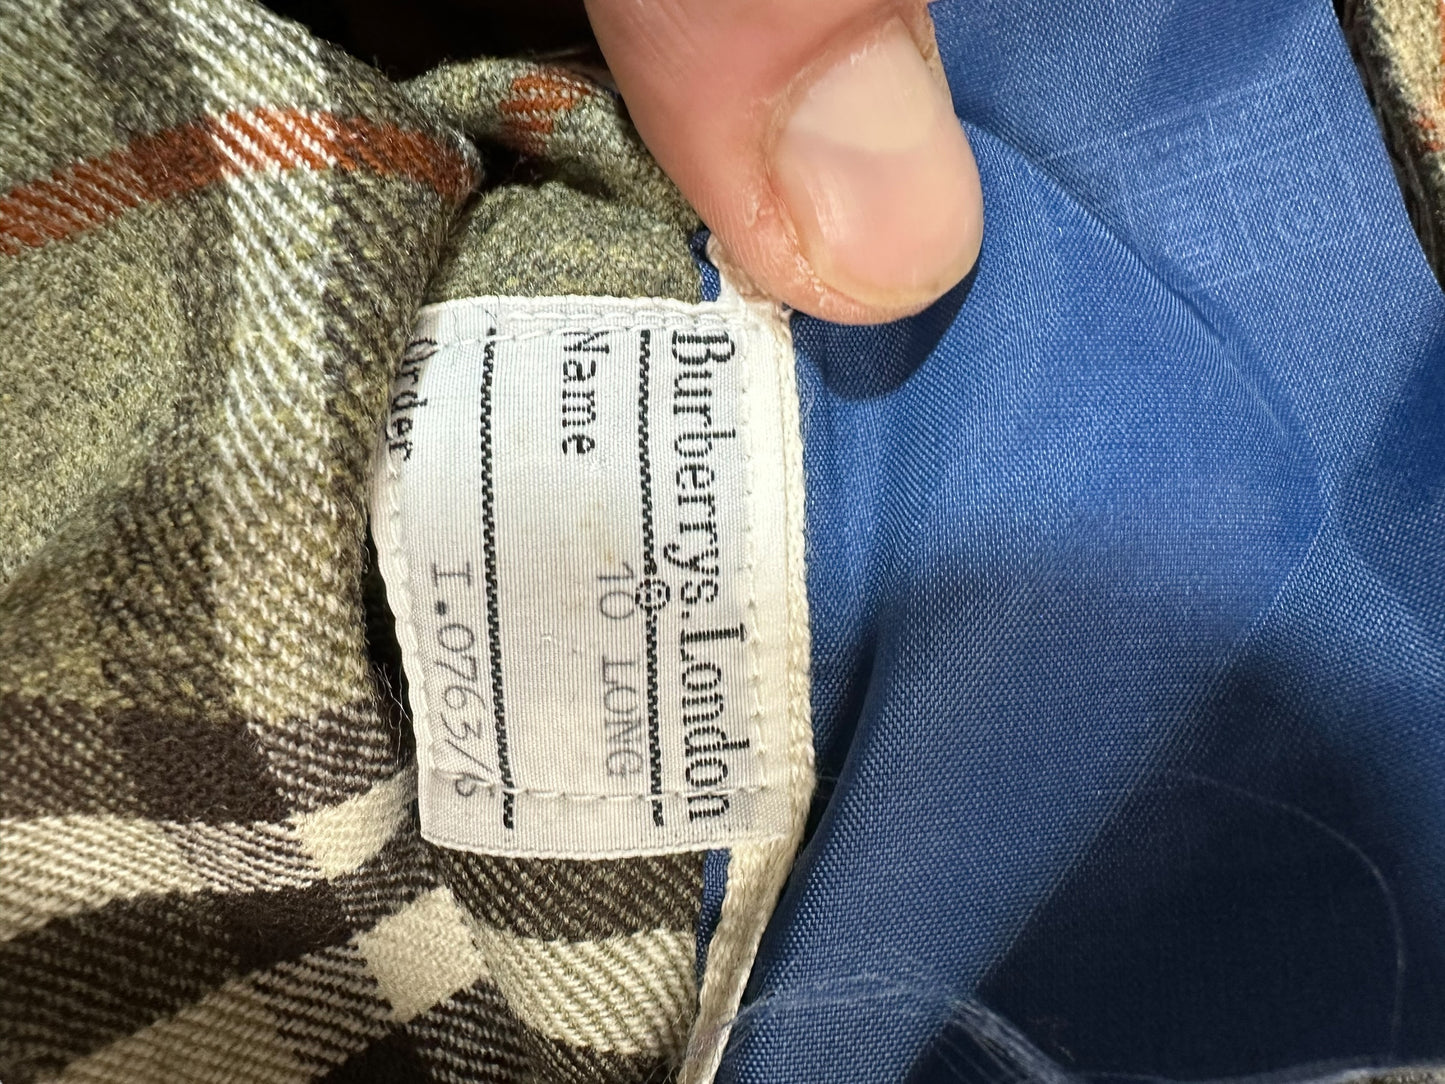 Burberrys.London
10 LONG
Name
I.0763/6
Order